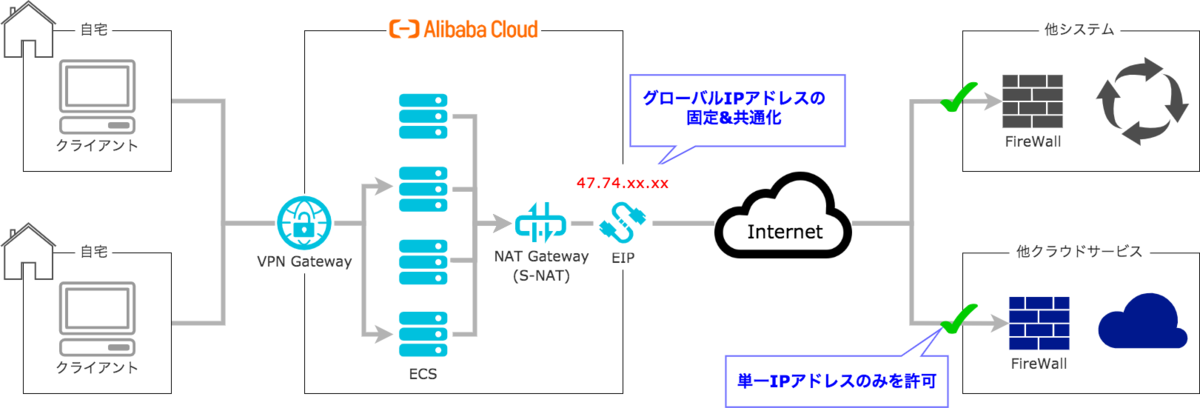 自宅
クライアント
自宅
クライアント
Alibaba Cloud
VPN Gateway
ECS
NAT Gateway
(S-NAT)
グローバルIPアドレスの
固定&共通化
47.74.xx.xx
EIP
Internet
他システム
FireWall
他クラウドサービス
FireWall
単一IPアドレスのみを許可